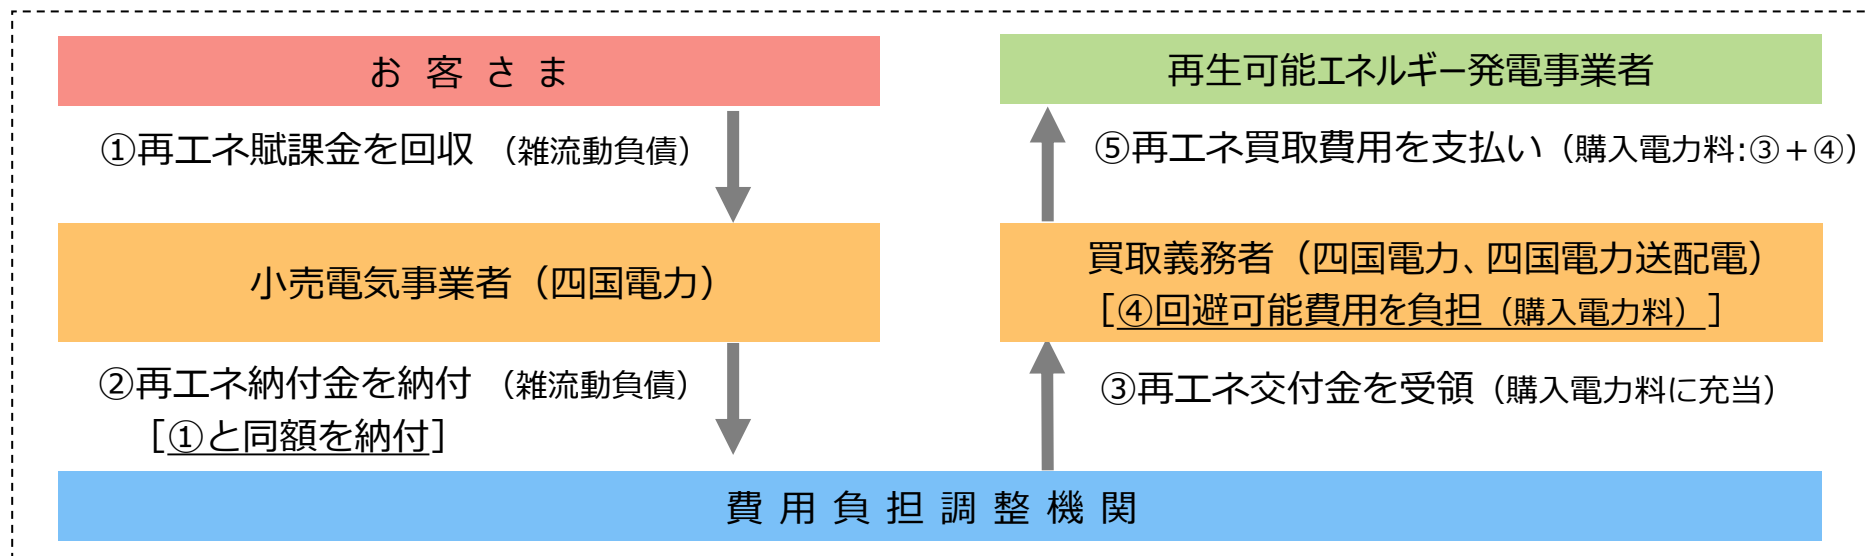 お客さま
①再エネ賦課金を回収 (雑流動負債)
小売電気事業者(四国電力)
②再エネ納付金を納付 (雑流動負債)
[①と同額を納付]
再生可能エネルギー発電事業者
⑤再エネ買取費用を支払い(購入電力料:③+④)
買取義務者(四国電力、四国電力送配電)
[④回避可能費用を負担(購入電力料)]
③再エネ交付金を受領(購入電力料に充当)
費用負担調整機関